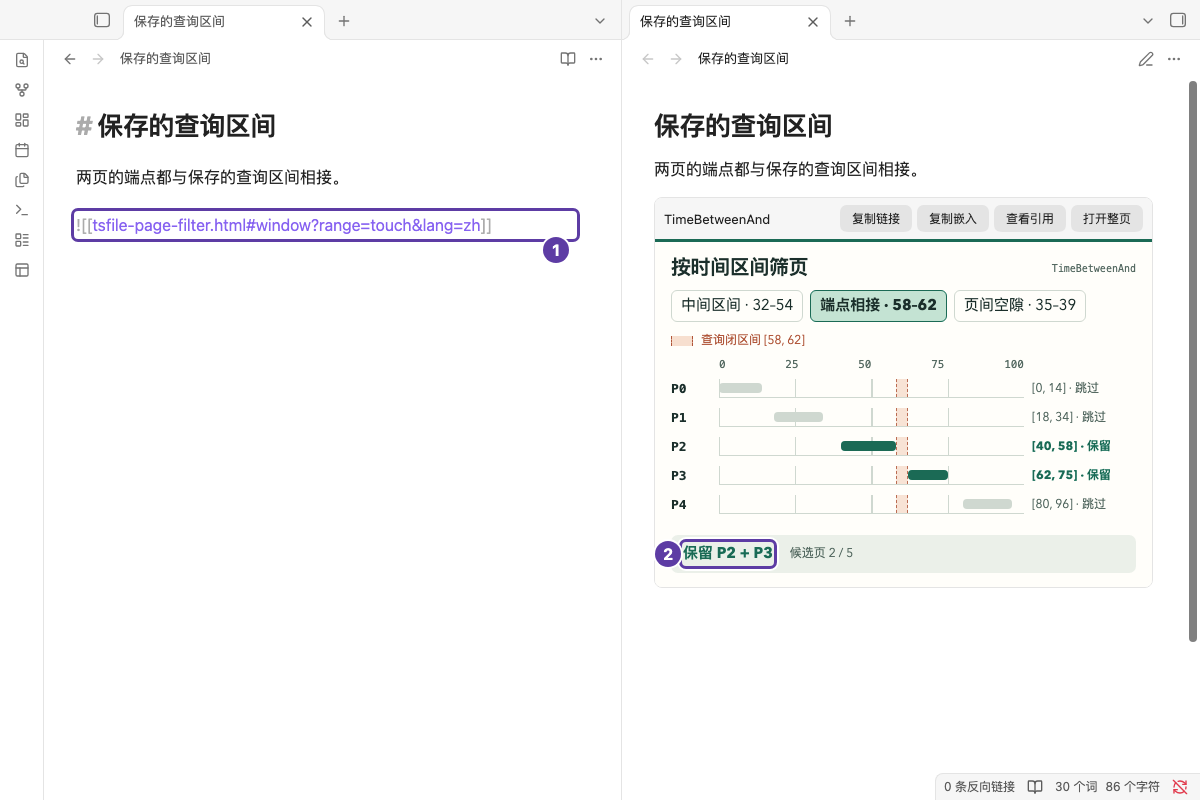 保存的查询区间
保存的查询区间
保存的查询区间
保存的查询区间
# 保存的查询区间
两页的端点都与保存的查询区间相接。
![[tsfile-page-filter.html#window?range=touch&lang=zh]]
1
保存的查询区间
两页的端点都与保存的查询区间相接。
TimeBetweenAnd 复制链接 复制嵌入 查看引用 打开整页
按时间区间筛页 TimeBetweenAnd
中间区间 · 32–54 端点相接 · 58–62 页间空隙 · 35–39
查询闭区间 [58, 62]
0 25 50 75 100
P0 [0, 14] · 跳过
P1 [18, 34] · 跳过
P2 [40, 58] · 保留
P3 [62, 75] · 保留
P4 [80, 96] · 跳过
2 保留 P2 + P3 候选页 2 / 5
0 条反向链接 30 个词 86 个字符